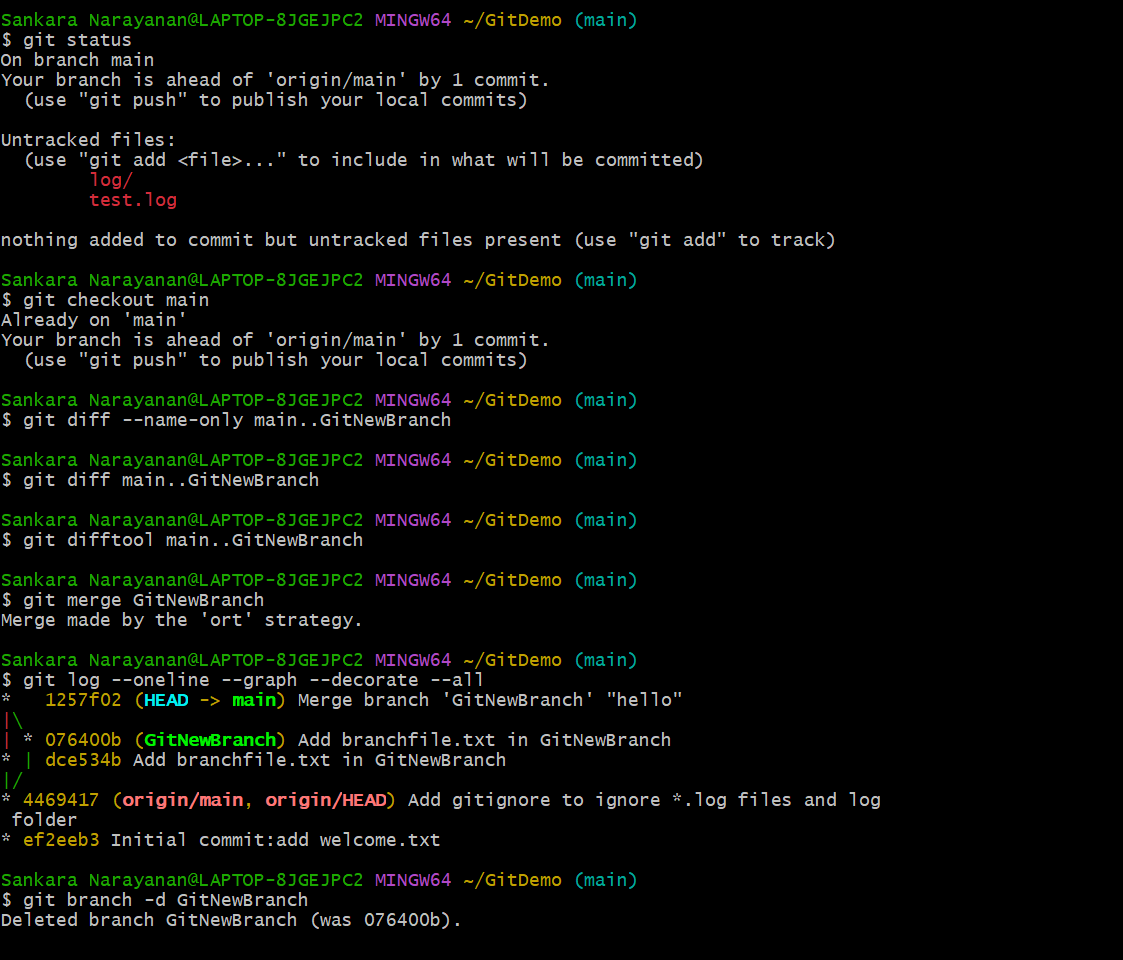 Sankara Narayanan@LAPTOP-8JGEJPC2 MINGW64 ~/GitDemo (main)
$ git status
On branch main
Your branch is ahead of 'origin/main' by 1 commit.
  (use "git push" to publish your local commits)

Untracked files:
  (use "git add <file>..." to include in what will be committed)
        log/
        test.log

nothing added to commit but untracked files present (use "git add" to track)

Sankara Narayanan@LAPTOP-8JGEJPC2 MINGW64 ~/GitDemo (main)
$ git checkout main
Already on 'main'
Your branch is ahead of 'origin/main' by 1 commit.
  (use "git push" to publish your local commits)

Sankara Narayanan@LAPTOP-8JGEJPC2 MINGW64 ~/GitDemo (main)
$ git diff --name-only main..GitNewBranch

Sankara Narayanan@LAPTOP-8JGEJPC2 MINGW64 ~/GitDemo (main)
$ git diff main..GitNewBranch

Sankara Narayanan@LAPTOP-8JGEJPC2 MINGW64 ~/GitDemo (main)
$ git difftool main..GitNewBranch

Sankara Narayanan@LAPTOP-8JGEJPC2 MINGW64 ~/GitDemo (main)
$ git merge GitNewBranch
Merge made by the 'ort' strategy.

Sankara Narayanan@LAPTOP-8JGEJPC2 MINGW64 ~/GitDemo (main)
$ git log --oneline --graph --decorate --all
*   1257f02 (HEAD -> main) Merge branch 'GitNewBranch' "hello"
|\
| * 076400b (GitNewBranch) Add branchfile.txt in GitNewBranch
* | dce534b Add branchfile.txt in GitNewBranch
|/
* 4469417 (origin/main, origin/HEAD) Add gitignore to ignore *.log files and log
 folder
* ef2eeb3 Initial commit:add welcome.txt

Sankara Narayanan@LAPTOP-8JGEJPC2 MINGW64 ~/GitDemo (main)
$ git branch -d GitNewBranch
Deleted branch GitNewBranch (was 076400b).